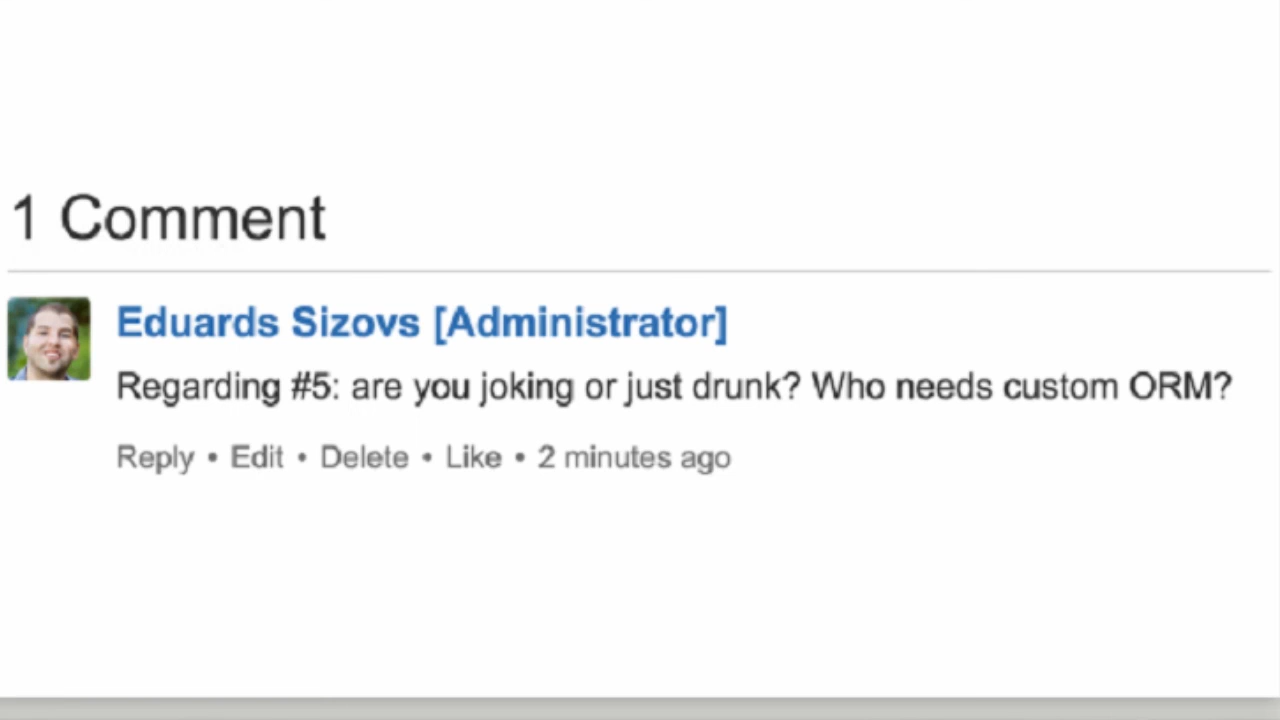 1 Comment
Eduards Sizovs [Administrator]
Regarding #5: are you joking or just drunk? Who needs custom ORM?
Reply • Edit • Delete • Like • 2 minutes ago